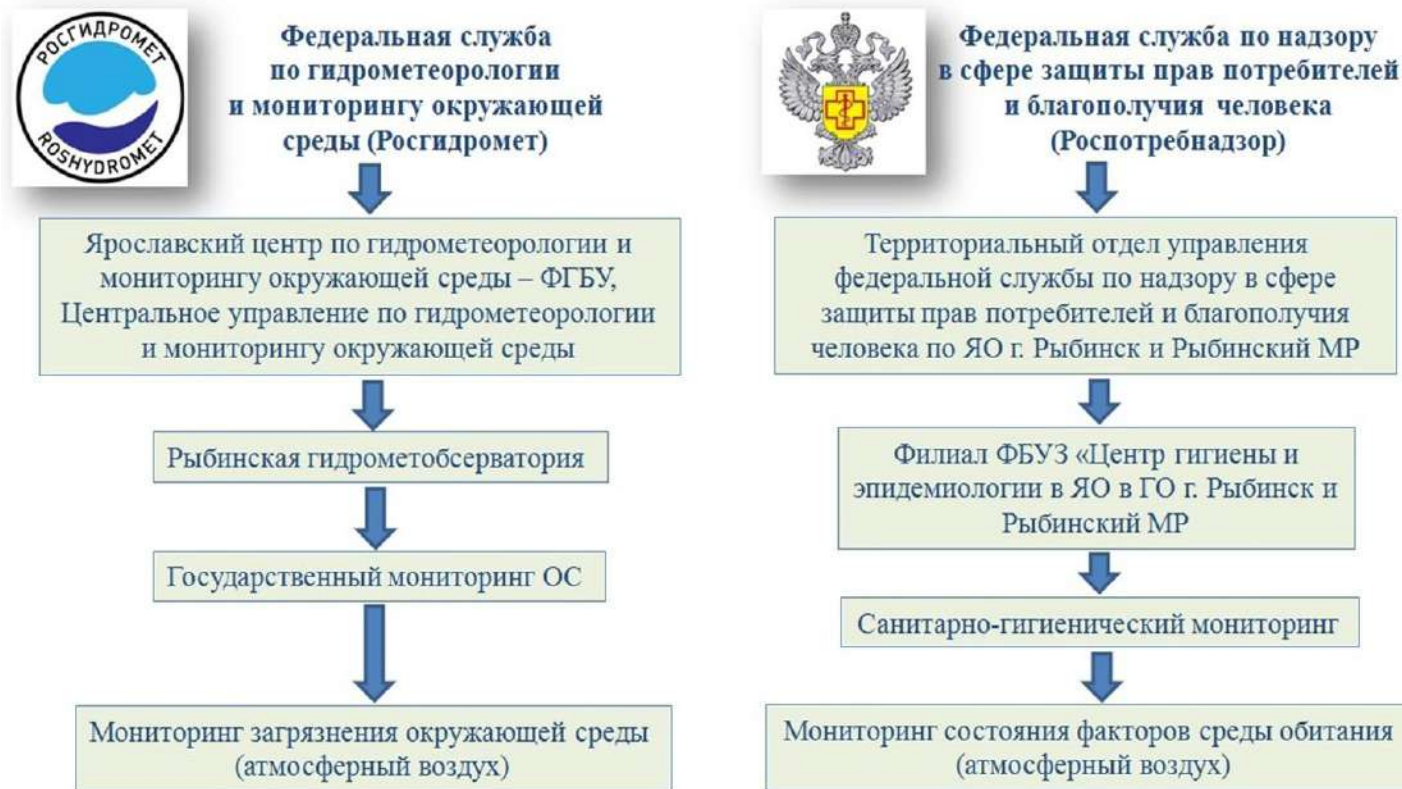 РОСГИДРОМЕТ
ROSHYDROMET
Федеральная служба
по гидрометеорологии
и мониторингу окружающей
среды (Росгидромет)
Ярославский центр по гидрометеорологии и
мониторингу окружающей среды – ФГБУ,
Центральное управление по гидрометеорологии
и мониторингу окружающей среды
Рыбинская гидрометобсерватория
Государственный мониторинг ОС
Мониторинг загрязнения окружающей среды
(атмосферный воздух)
Федеральная служба по надзору
в сфере защиты прав потребителей
и благополучия человека
(Роспотребнадзор)
Территориальный отдел управления
федеральной службы по надзору в сфере
защиты прав потребителей и благополучия
человека по ЯО г. Рыбинск и Рыбинский МР
Филиал ФБУЗ «Центр гигиены и
эпидемиологии в ЯО в ГО г. Рыбинск и
Рыбинский МР
Санитарно-гигиенический мониторинг
Мониторинг состояния факторов среды обитания
(атмосферный воздух)